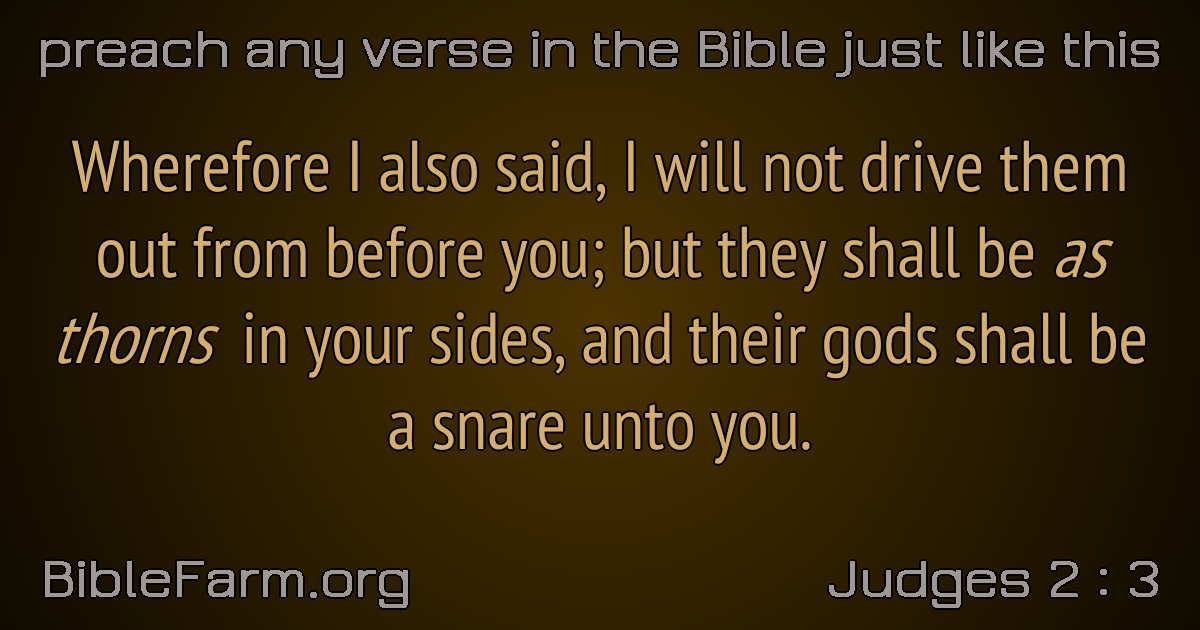 preach any verse in the Bible just like this
Wherefore I also said, I will not drive them
out from before you; but they shall be as
thorns in your sides, and their gods shall be
a snare unto you.
BibleFarm.org
Judges 2 : 3